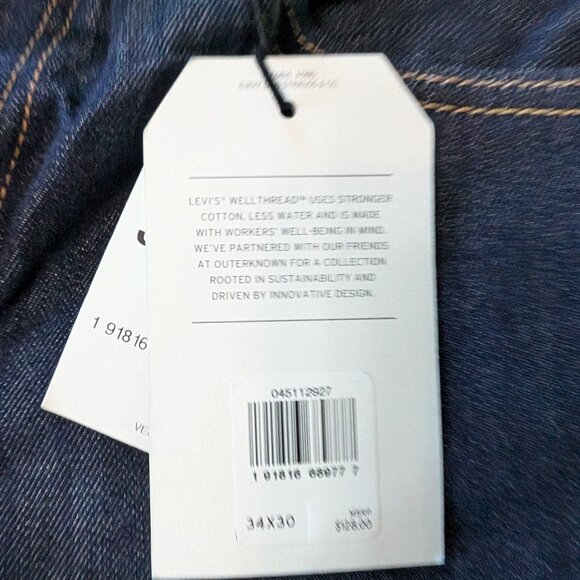 LEVI'S® WELLTHREAD™ USES STRONGER
COTTON, LESS WATER AND IS MADE
WITH WORKERS' WELL-BEING IN MIND.
WE'VE PARTNERED WITH OUR FRIENDS
AT OUTERKNOWN FOR A COLLECTION
ROOTED IN SUSTAINABILITY AND
DRIVEN BY INNOVATIVE DESIGN.
1 91816
045112927
1 91816 68977 7
34X30
MSRP
$128.00